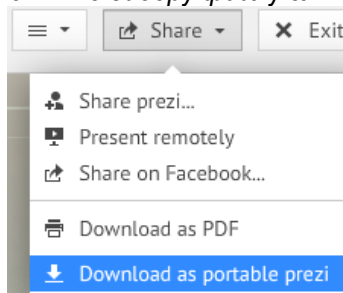 Share
Exit
Share prezi...
Present remotely
Share on Facebook...
Download as PDF
Download as portable prezi